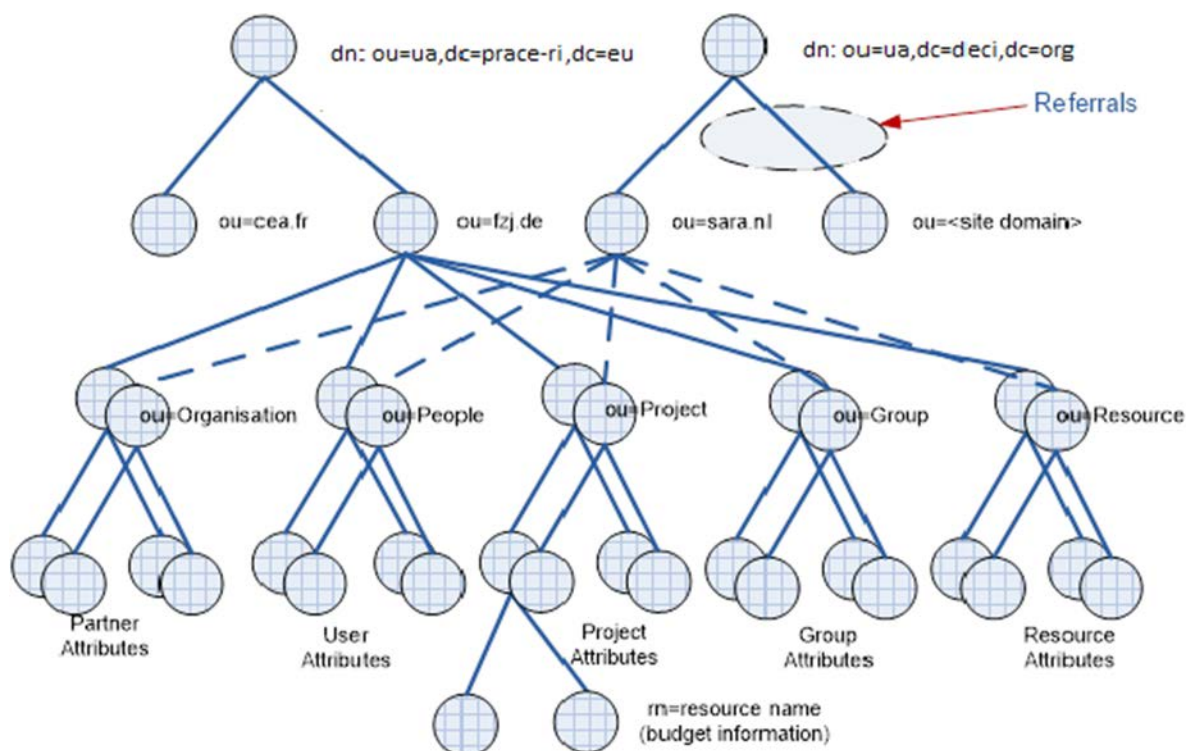 dn: ou=ua,dc=prace-ri,dc=eu
dn: ou=ua,dc=deci,dc=org
Referrals
ou=cea.fr
ou=fzj.de
ou=sara.nl
ou=<site domain>
ou=Organisation
ou=People
ou=Project
ou=Group
ou=Resource
Partner
Attributes
User
Attributes
Project
Attributes
Group
Attributes
Resource
Attributes
rn=resource name
(budget information)